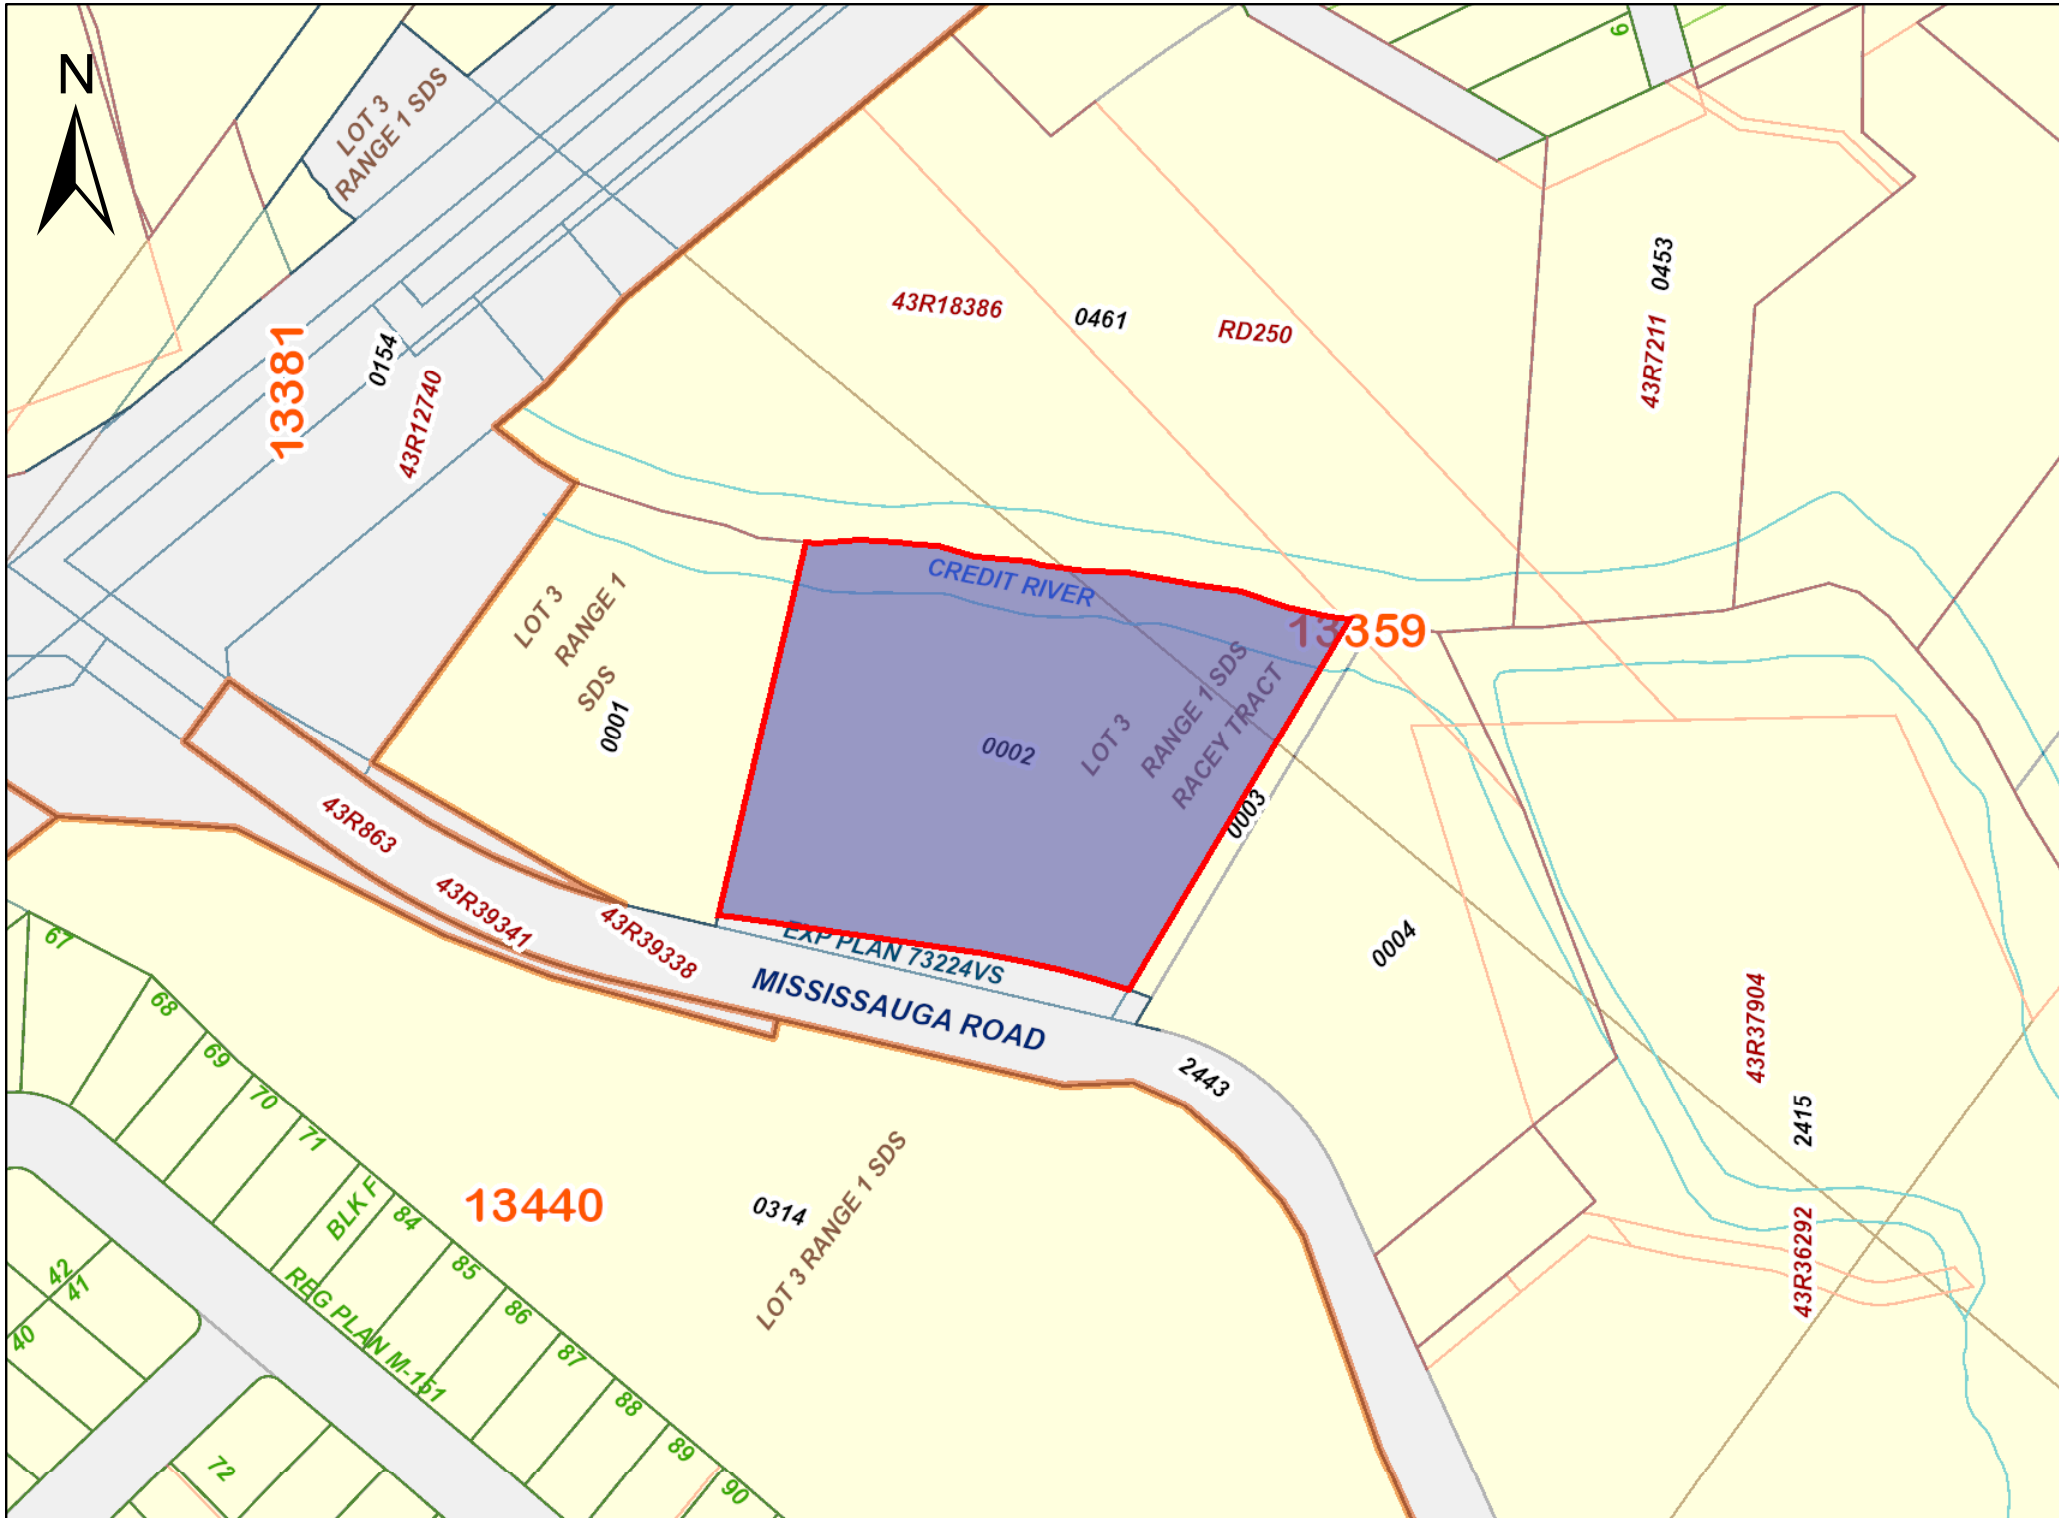 N
LOT 3
RANGE 1 SDS
6
13381
0154
43R12740
43R18386
0461
RD250
0453
43R7211
CREDIT RIVER
13359
LOT 3
RANGE 1
SDS
0001
0002
LOT 3
RANGE 1 SDS
RACEY TRACT
0003
0004
43R863
43R39341
43R39338
EXP PLAN 73224VS
MISSISSAUGA ROAD
2443
43R37904
2415
43R36292
67
68
69
70
71
BLK F
84
85
86
87
88
89
90
13440
0314
LOT 3 RANGE 1 SDS
REG PLAN M-151
42
41
40
72